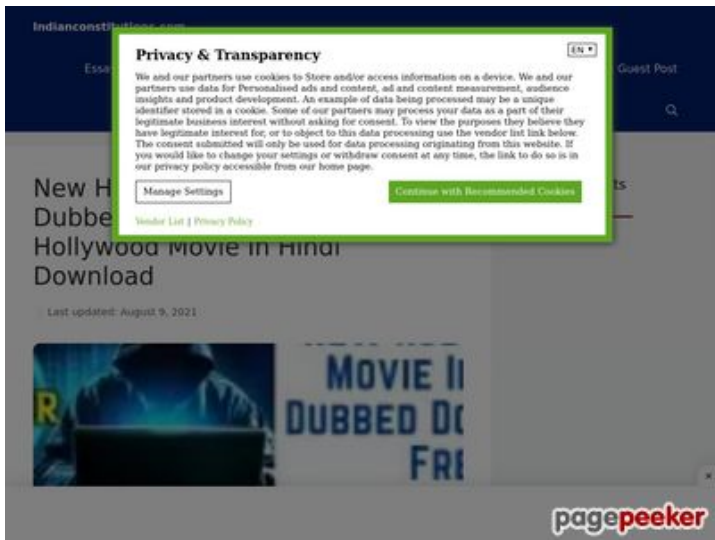 Indianconstitutions.com
Privacy & Transparency
EN
We and our partners use cookies to Store and/or access information on a device. We and our
partners use data for Personalised ads and content, ad and content measurement, audience
insights and product development. An example of data being processed may be a unique
identifier stored in a cookie. Some of our partners may process your data as a part of their
legitimate business interest without asking for consent. To view the purposes they believe they
have legitimate interest for, or to object to this data processing use the vendor list link below.
The consent submitted will only be used for data processing originating from this website. If
you would like to change your settings or withdraw consent at any time, the link to do so is in
our privacy policy accessible from our home page.
Manage Settings
Continue with Recommended Cookies
Vendor List | Privacy Policy
Essa
Guest Post
New H
Dubbe
Hollywood Movie in Hindi
Download
ts
Last updated: August 9, 2021
R
MOVIE I
DUBBED D
FRE
pagepeeker